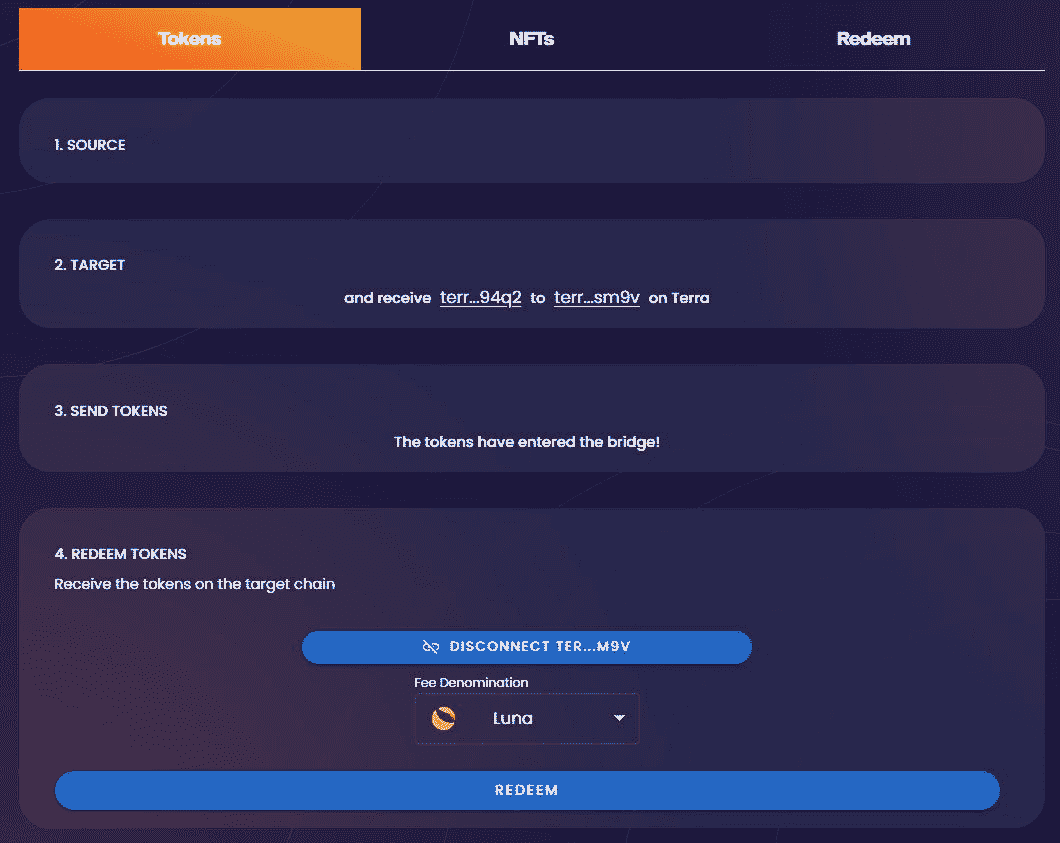 Tokens NFTs Redeem
1. SOURCE
2. TARGET
and receive terr...94q2 to terr...sm9v on Terra
3. SEND TOKENS
The tokens have entered the bridge!
4. REDEEM TOKENS
Receive the tokens on the target chain
DISCONNECT TER...M9V
Fee Denomination
Luna
REDEEM